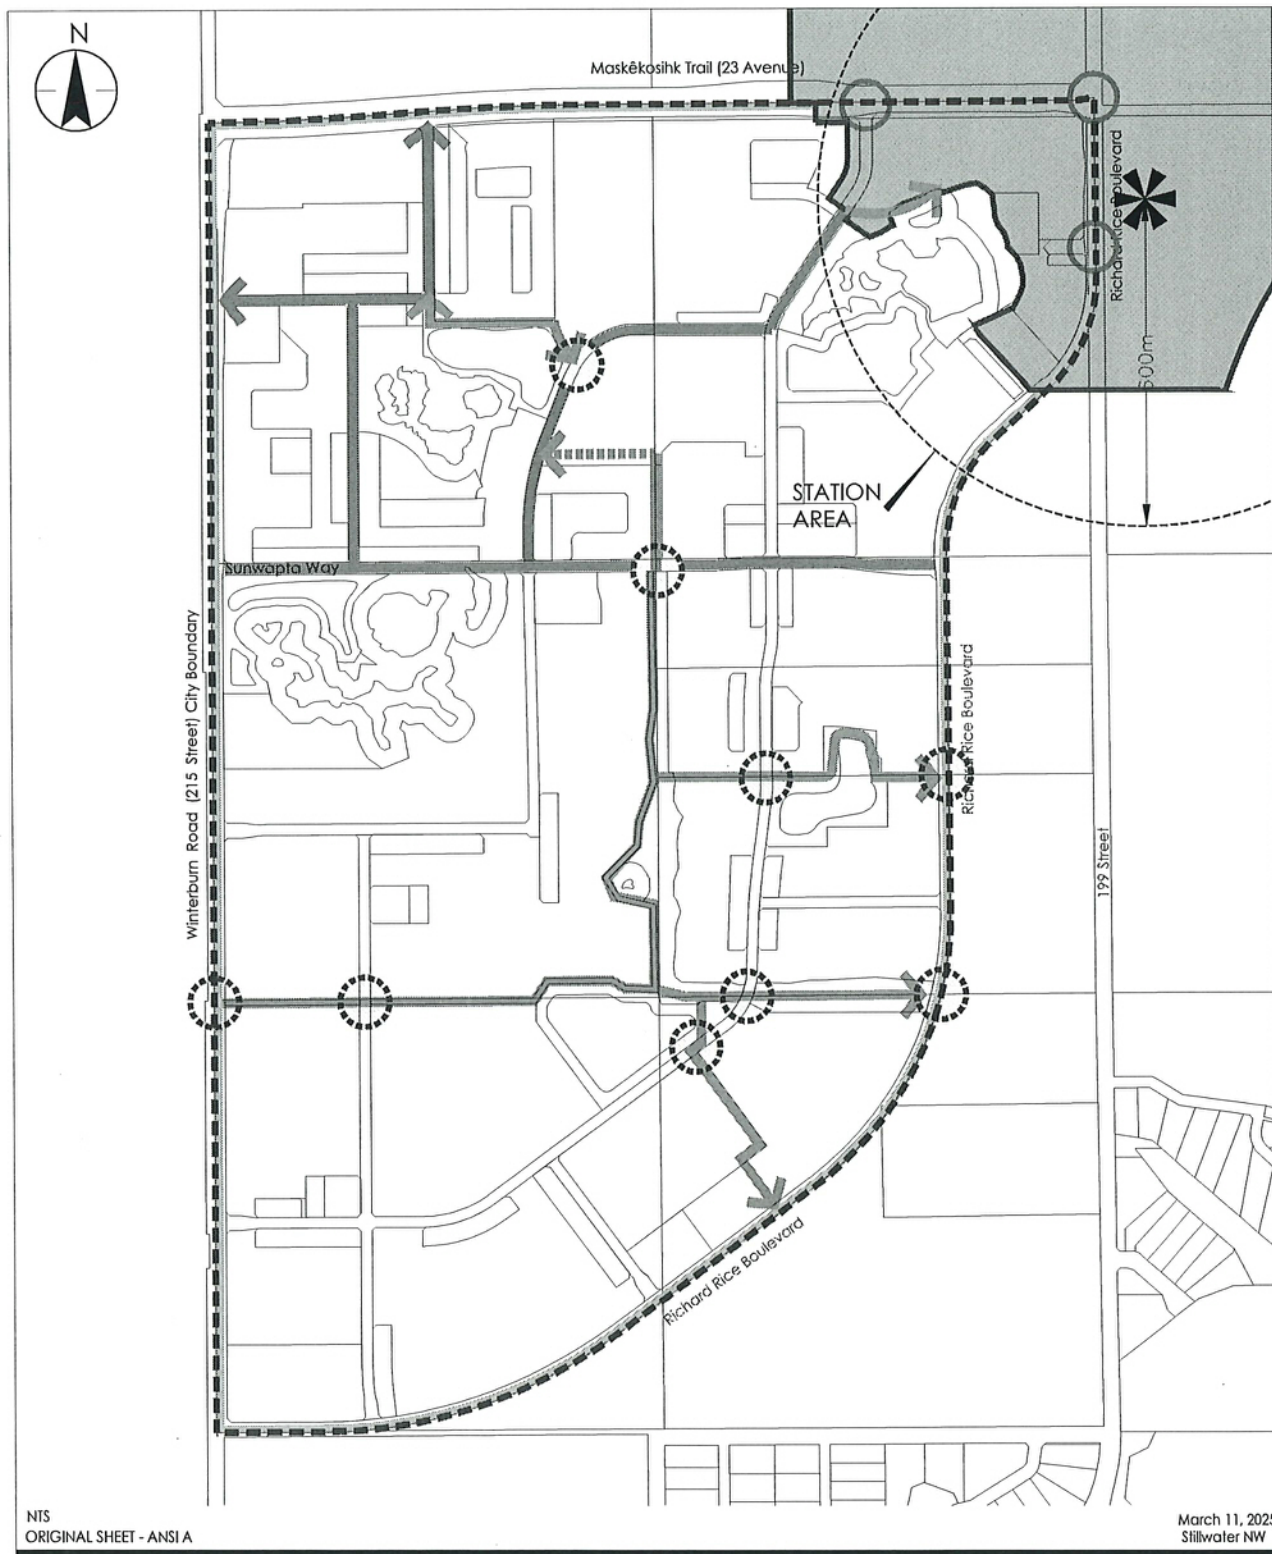 N
Maskêkosihk Trail (23 Avenue)
Richard Rice Boulevard
600m
STATION
AREA
Sunwapta Way
Winterburn Road (215 Street) City Boundary
Richard Rice Boulevard
199 Street
Richard Rice Boulevard
NTS
ORIGINAL SHEET - ANSI A
March 11, 2025
Stillwater NW